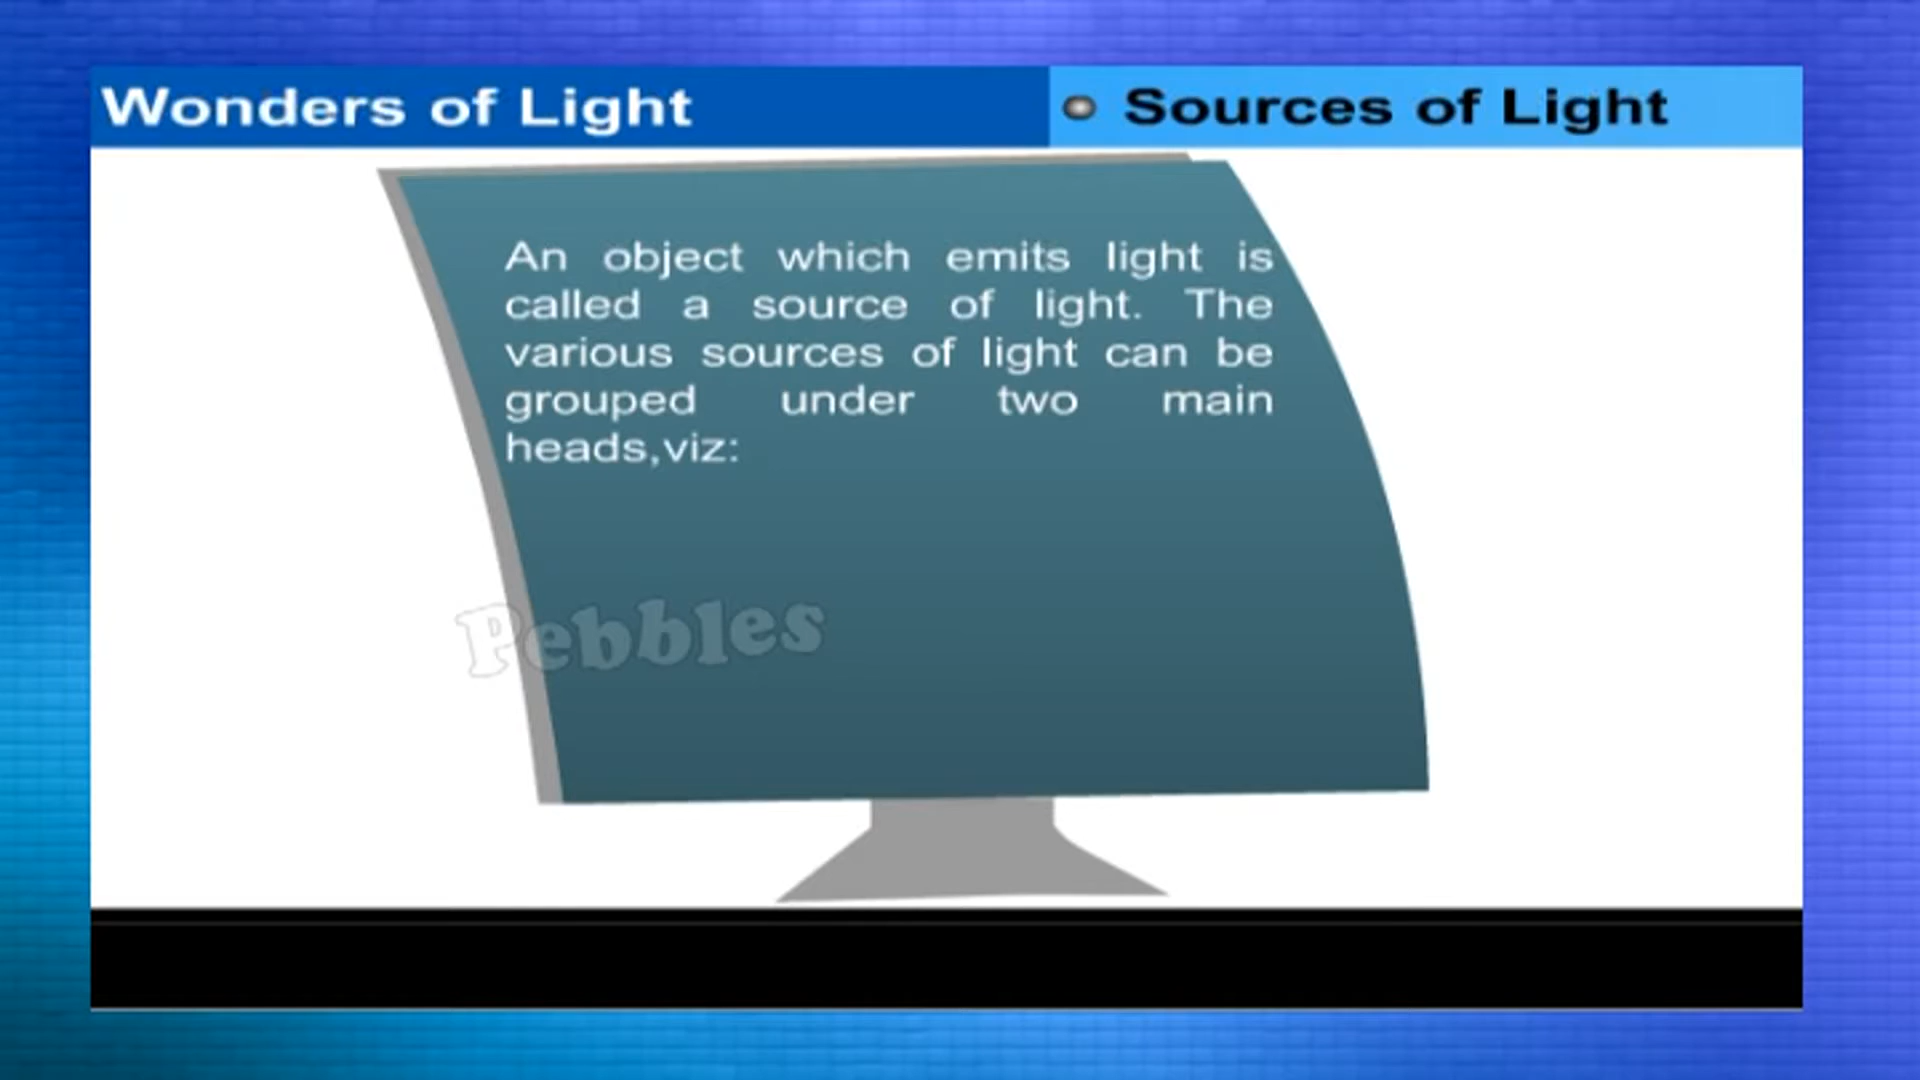 Wonders of Light
Sources of Light
An object which emits light is
called a source of light. The
various sources of light can be
grouped under two main
heads,viz:
Pebbles